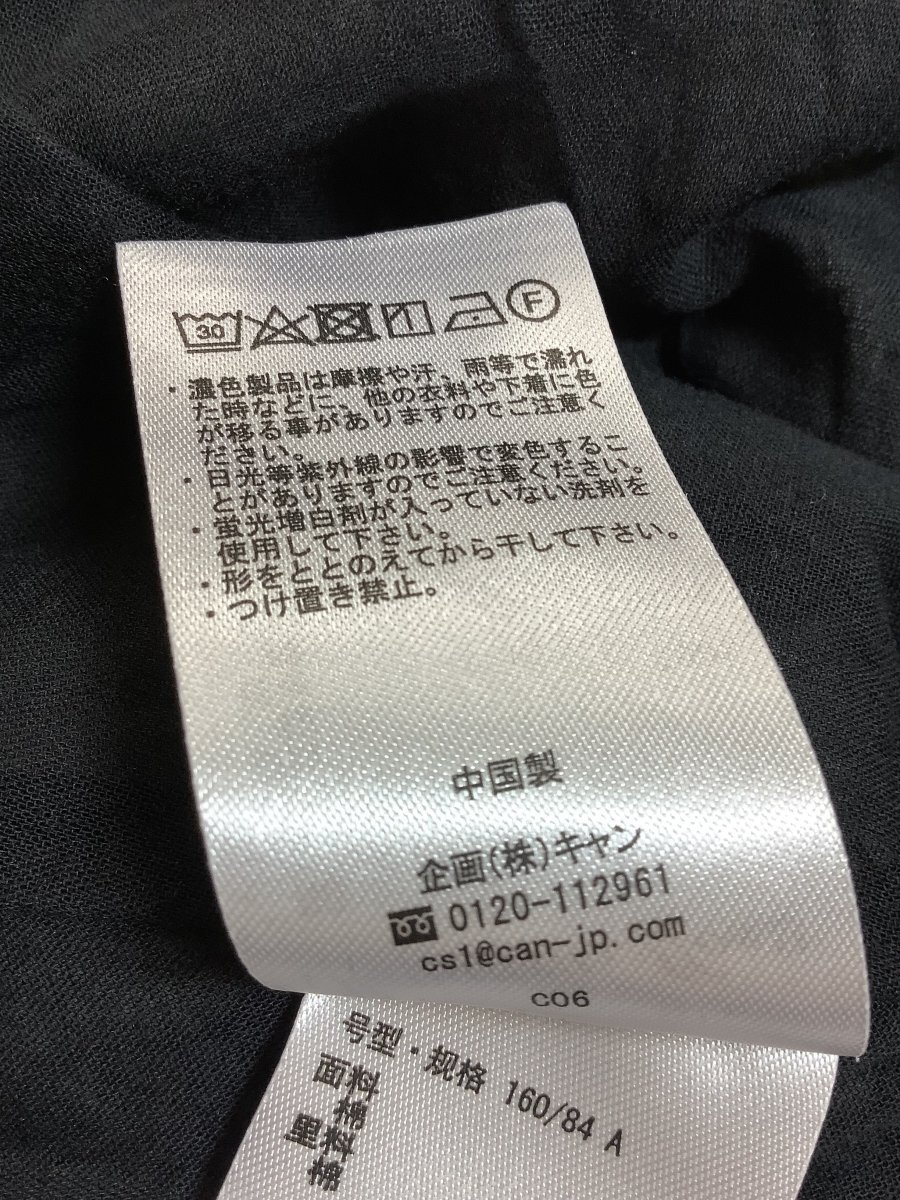 30
F
・濃色製品は摩擦や汗、雨等で濡れ
た時などに、他の衣料や下着に色
が移る事がありますのでご注意く
ださい。
・日光等紫外線の影響で変色するこ
とがありますのでご注意ください。
・蛍光増白剤が入っていない洗剤を
使用して下さい。
・形をととのえてから干して下さい。
・つけ置き禁止。
中国製
企画(株)キャン
0120-112961
cs1@can-jp.com
C06
号型・规格 160/84 A
面料
棉
里料
棉